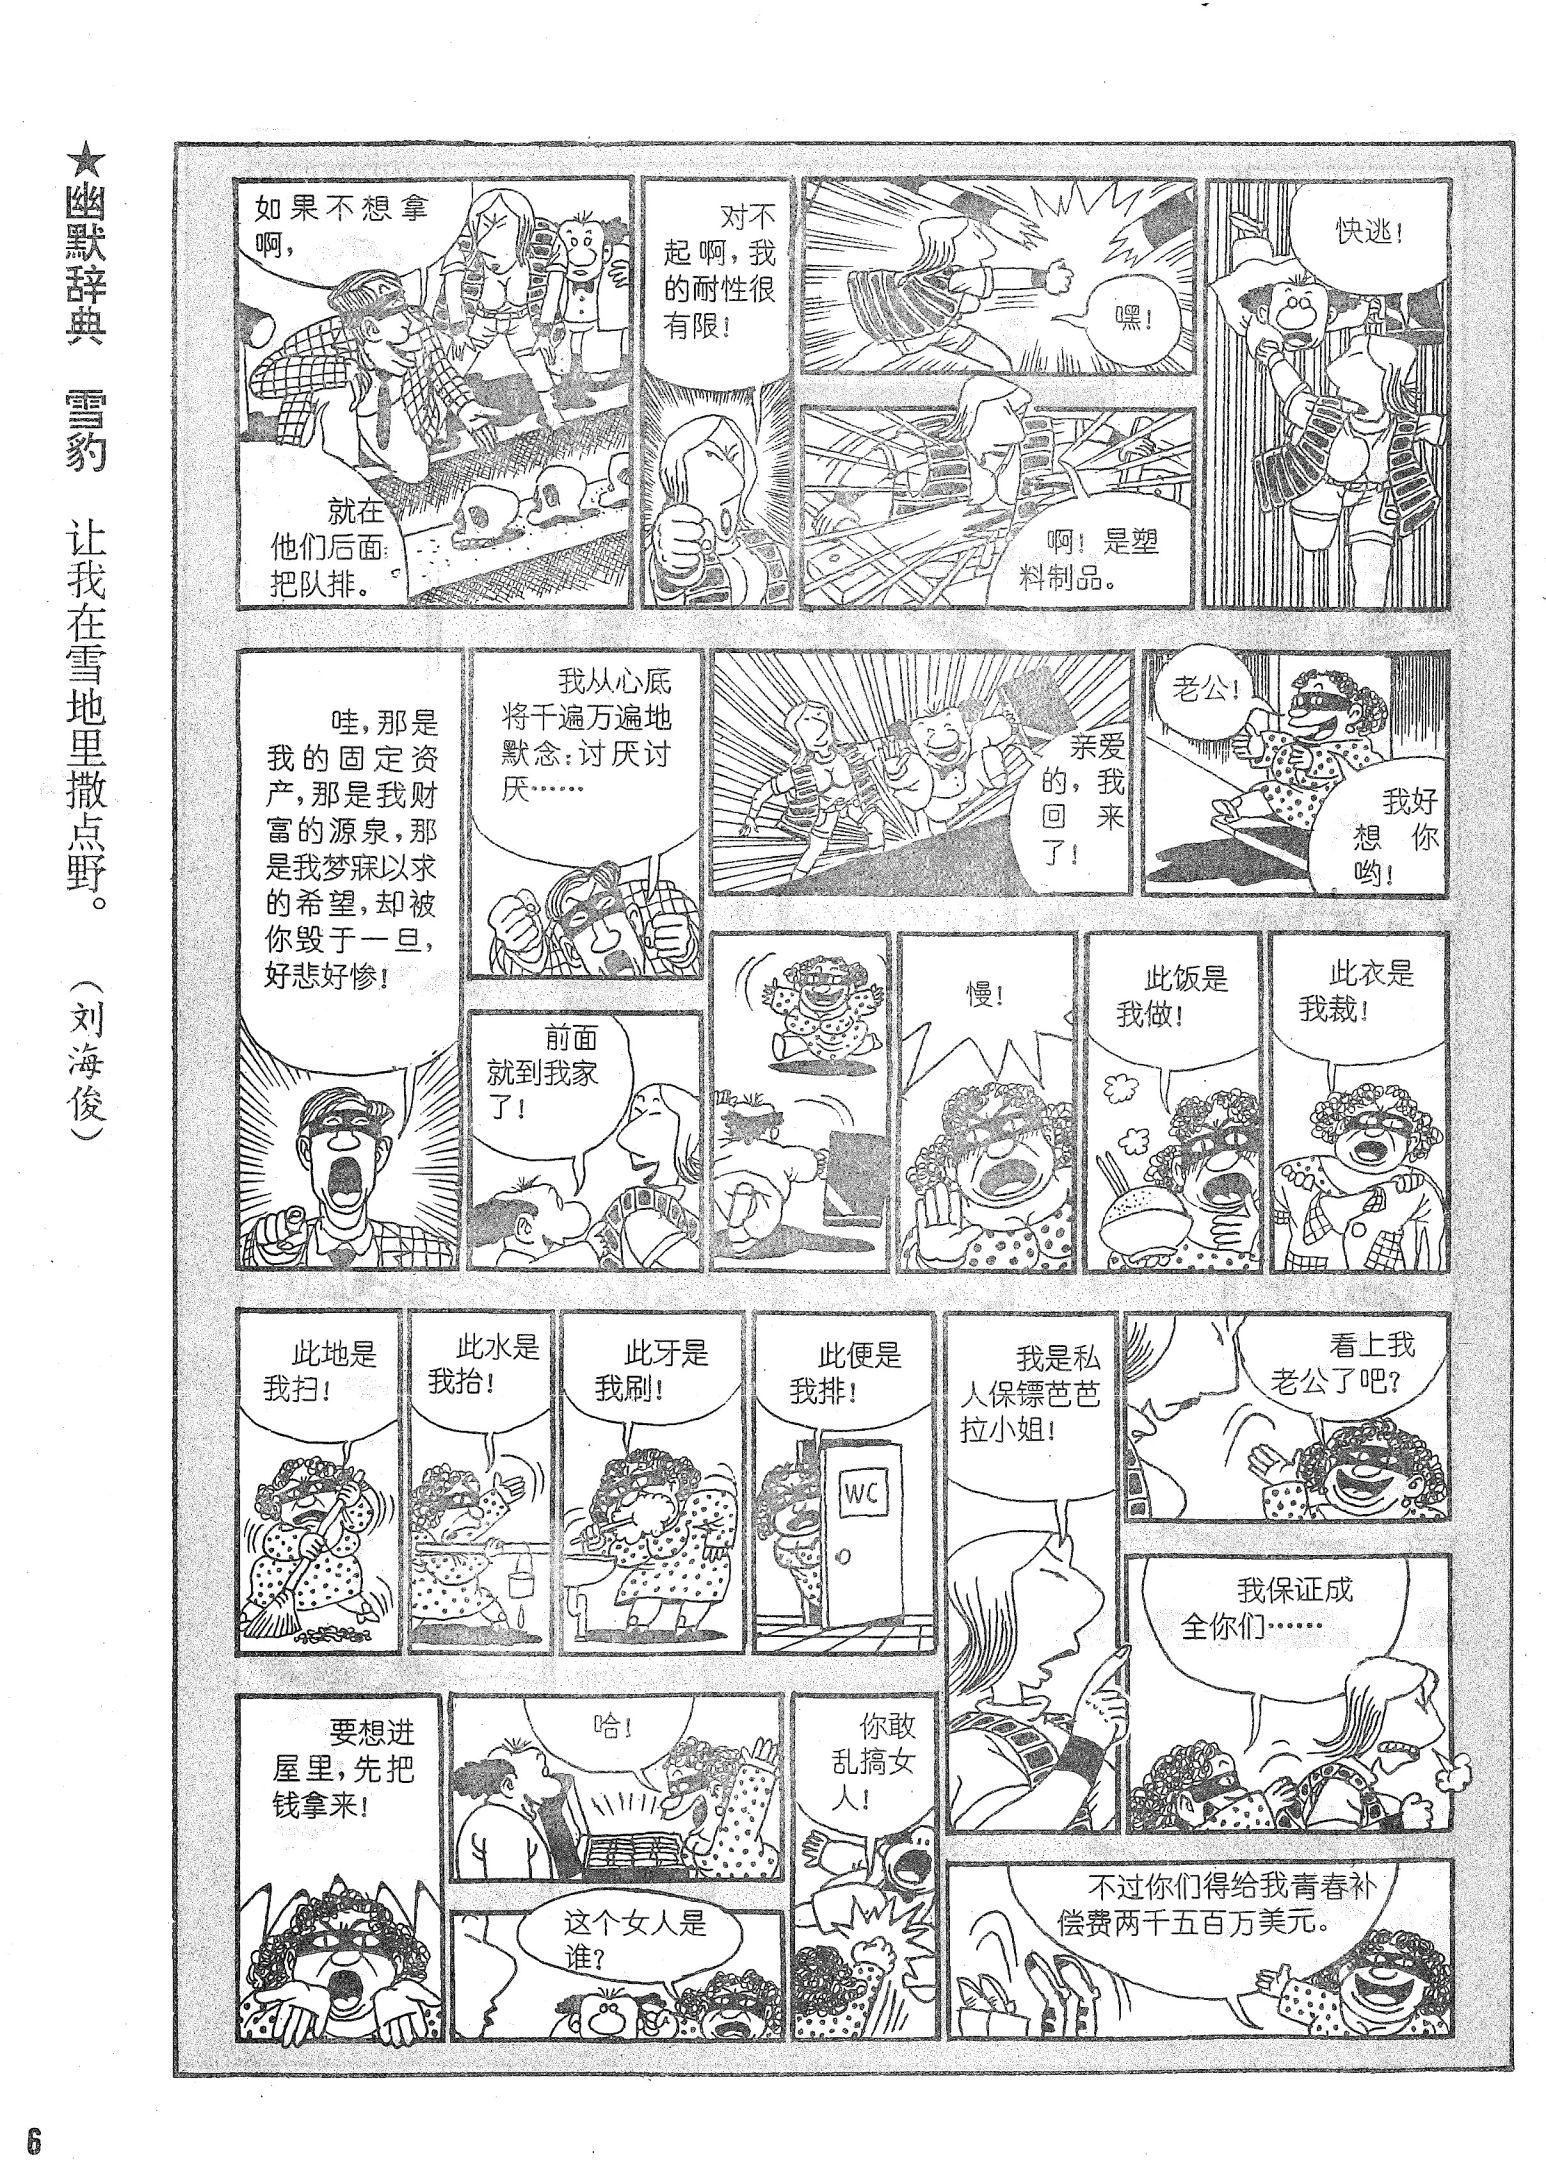 ★幽默辞典 雪豹 让我在雪地里撒点野。 (刘海俊)
如果不想拿
啊,
就在
他们后面
把队排。
对不
起啊,我
的耐性很
有限!
嘿!
啊!是塑
料制品。
快逃!
哇,那是
我的固定资
产,那是我财
富的源泉,那
是我梦寐以求
的希望,却被
你毁于一旦,
好悲好惨!
我从心底
将千遍万遍地
默念:讨厌讨
厌……
前面
就到我家
了!
亲爱
的,我
回来
了!
老公!
我好
想你
哟!
慢!
此饭是
我做!
此衣是
我裁!
此地是
我扫!
此水是
我抬!
此牙是
我刷!
此便是
我排!
WC
要想进
屋里,先把
钱拿来!
哈!
这个女人是
谁?
你敢
乱搞女
人!
我是私
人保镖芭芭
拉小姐!
看上我
老公了吧?
我保证成
全你们……
不过你们得给我青春补
偿费两千五百万美元。
6